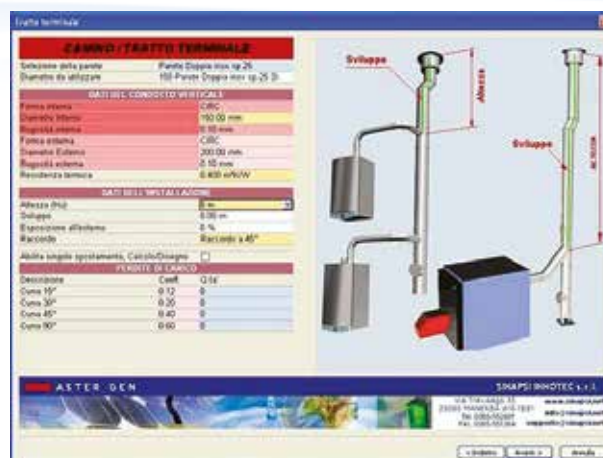 Tratto terminale
CAMINO / TRATTO TERMINALE
Selezione della parete Parete Doppia inox sp.25
Diametro da utilizzare 150-Parete Doppia inox sp.25 Di
DATI DEL CONDOTTO VERTICALE
Forma interna CIRC
Diametro Interno 150.00 mm
Rugosità interna 0.10 mm
Forma esterna CIRC
Diametro Esterno 200.00 mm
Rugosità esterna 0.10 mm
Resistenza termica 0.400 m²K/W
DATI DELL'INSTALLAZIONE
Altezza (Hu) 8 m
Sviluppo 8.00 m
Esposizione all'esterno 0 %
Raccordo Raccordo a 45°
Abilita singolo spostamento, Calcolo/Disegno
PERDITE DI CARICO
Descrizione Coeff. Q.ta'
Curva 15° 0.12 0
Curva 30° 0.20 0
Curva 45° 0.40 0
Curva 90° 0.60 0
Sviluppo
Altezza
Sviluppo
Altezza
ASTER GEN
SINAPSI INNOTEC s.r.l.
< Indietro
Avanti >
Annulla